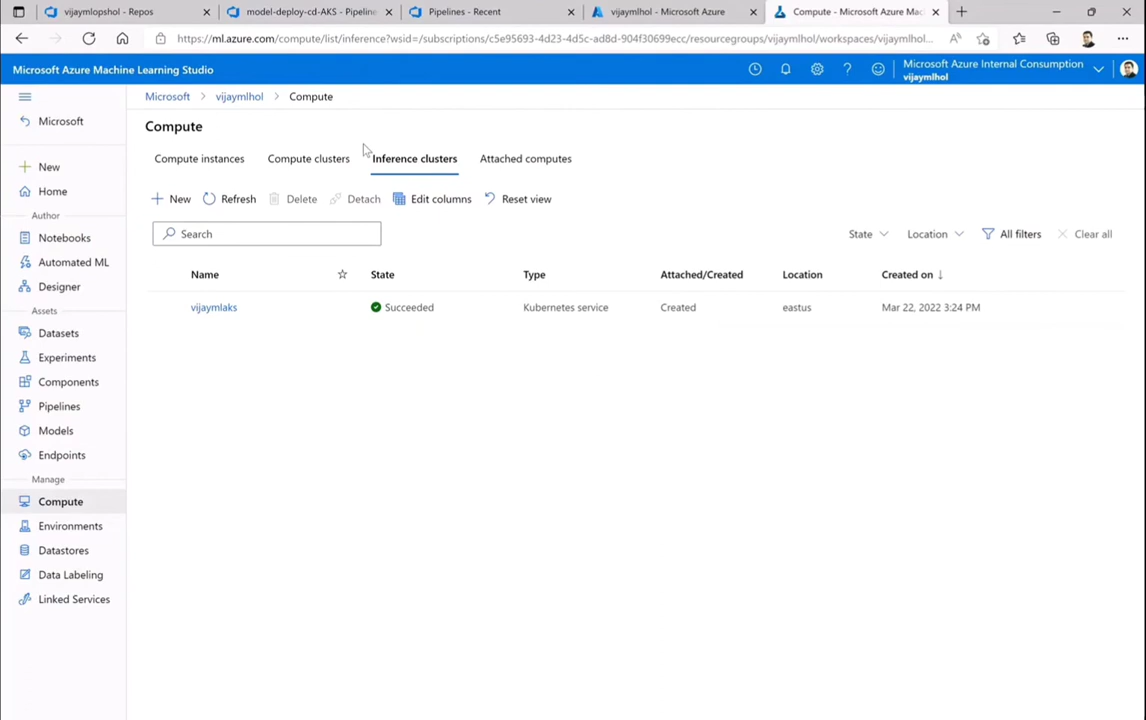 vijaymlopshol - Repos
model-deploy-cd-AKS - Pipeline
Pipelines - Recent
vijaymlhol - Microsoft Azure
Compute - Microsoft Azure Mac
https://ml.azure.com/compute/list/inference?wsid=/subscriptions/c5e95693-4d23-4d5c-ad8d-904f30699ecc/resourcegroups/vijaymlhol/workspaces/vijaymlhol...
Microsoft Azure Machine Learning Studio
Microsoft Azure Internal Consumption
vijaymlhol
Microsoft > vijaymlhol > Compute
Microsoft
Compute
New
Home
Author
Notebooks
Automated ML
Designer
Assets
Datasets
Experiments
Components
Pipelines
Models
Endpoints
Manage
Compute
Environments
Datastores
Data Labeling
Linked Services
Compute instances Compute clusters Inference clusters Attached computes
New Refresh Delete Detach Edit columns Reset view
Search
State Location All filters Clear all
Name State Type Attached/Created Location Created on ↓
vijaymlaks Succeeded Kubernetes service Created eastus Mar 22, 2022 3:24 PM